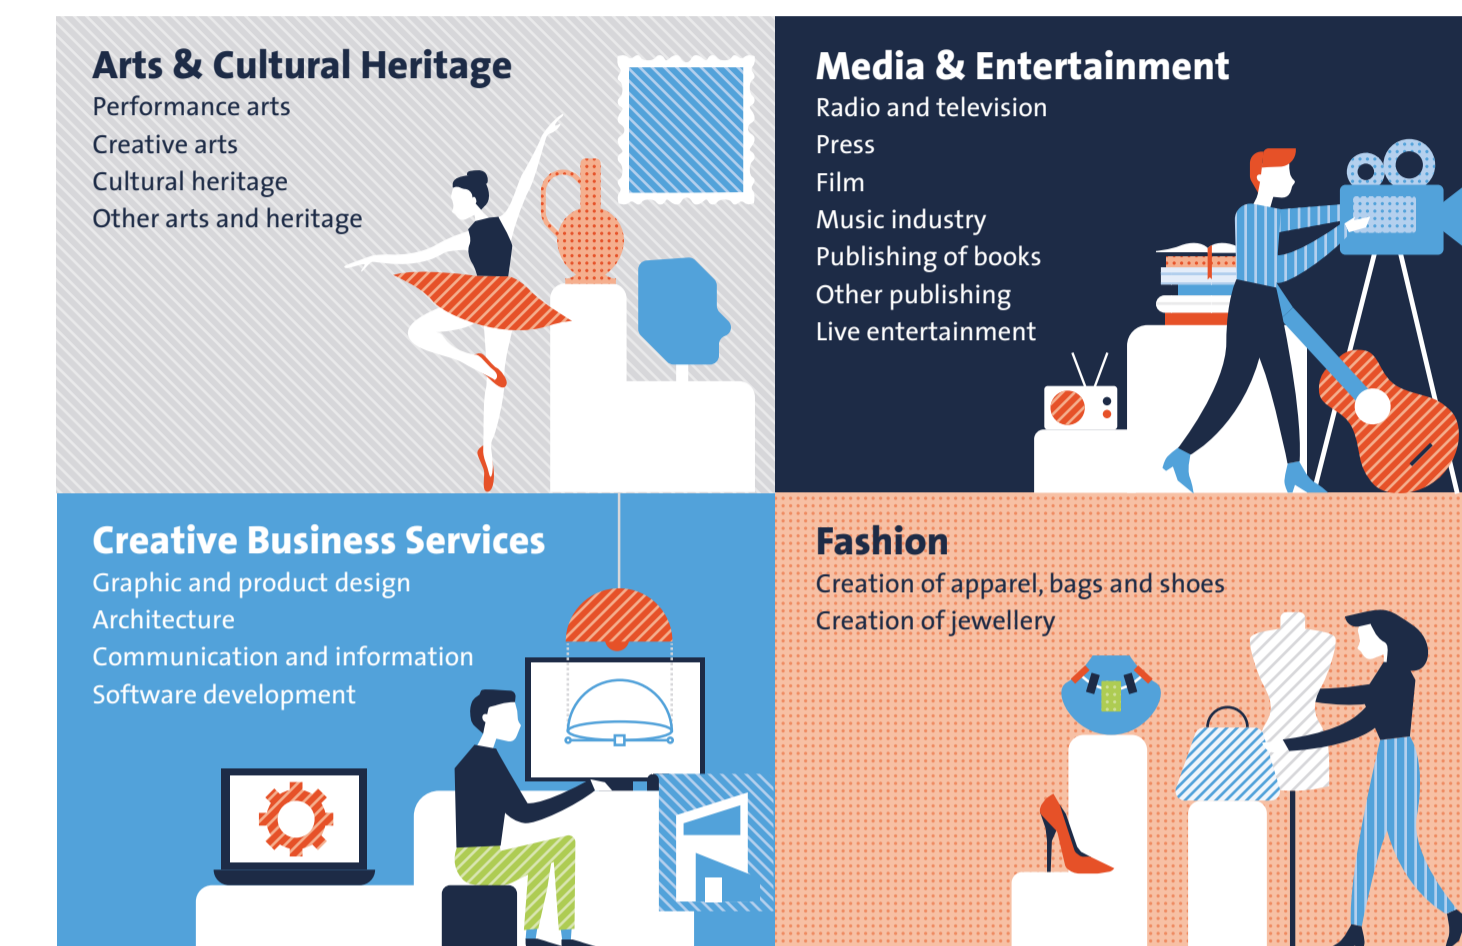 Arts & Cultural Heritage
Performance arts
Creative arts
Cultural heritage
Other arts and heritage
Media & Entertainment
Radio and television
Press
Film
Music industry
Publishing of books
Other publishing
Live entertainment
Creative Business Services
Graphic and product design
Architecture
Communication and information
Software development
Fashion
Creation of apparel, bags and shoes
Creation of jewellery